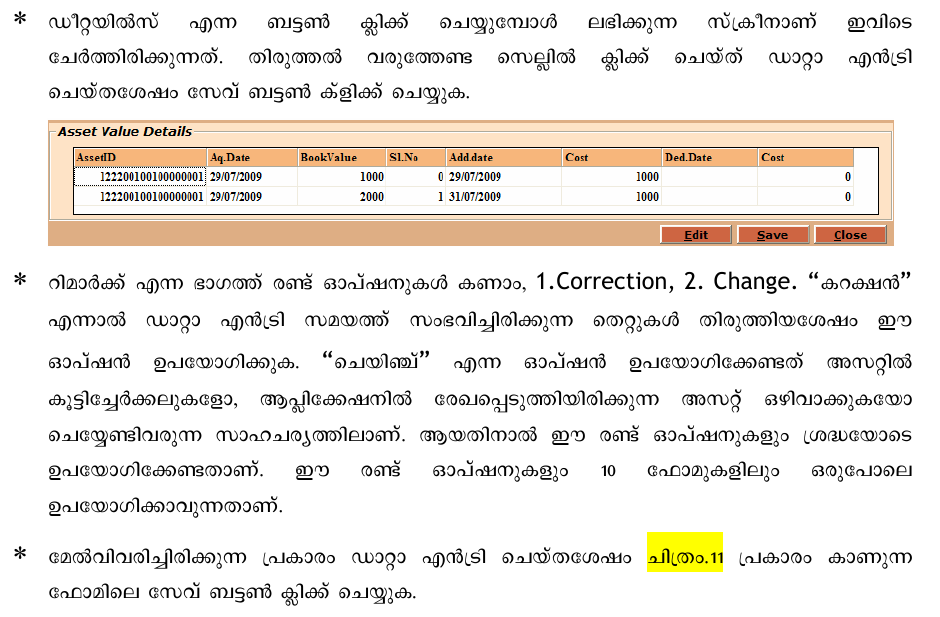 * ഡീറ്റയിൽസ് എന്ന ബട്ടൺ ക്ലിക്ക് ചെയ്യുമ്പോൾ ലഭിക്കുന്ന സ്ക്രീനാണ് ഇവിടെ
ചേർത്തിരിക്കുന്നത്. തിരുത്തൽ വരുത്തേണ്ട സെല്ലിൽ ക്ലിക്ക് ചെയ്ത് ഡാറ്റാ എൻട്രി
ചെയ്തശേഷം സേവ് ബട്ടൺ ക്ളിക്ക് ചെയ്യുക.
Asset Value Details
AssetID Aq.Date BookValue Sl.No Add.date Cost Ded.Date Cost
122200100100000001 29/07/2009 1000 0 29/07/2009 1000 0
122200100100000001 29/07/2009 2000 1 31/07/2009 1000 0
Edit Save Close
* റിമാർക്ക് എന്ന ഭാഗത്ത് രണ്ട് ഓപ്ഷനുകൾ കണാം, 1.Correction, 2. Change. “കറക്ഷൻ”
എന്നാൽ ഡാറ്റാ എൻട്രി സമയത്ത് സംഭവിച്ചിരിക്കുന്ന തെറ്റുകൾ തിരുത്തിയശേഷം ഈ
ഓപ്ഷൻ ഉപയോഗിക്കുക. “ചെയിഞ്ച്” എന്ന ഓപ്ഷൻ ഉപയോഗിക്കേണ്ടത് അസറ്റിൽ
കൂട്ടിച്ചേർക്കലുകളോ, ആപ്ലിക്കേഷനിൽ രേഖപ്പെടുത്തിയിരിക്കുന്ന അസറ്റ് ഒഴിവാക്കുകയോ
ചെയ്യേണ്ടിവരുന്ന സാഹചര്യത്തിലാണ്. ആയതിനാൽ ഈ രണ്ട് ഓപ്ഷനുകളും ശ്രദ്ധയോടെ
ഉപയോഗിക്കേണ്ടതാണ്. ഈ രണ്ട് ഓപ്ഷനുകളും 10 ഫോമുകളിലും ഒരുപോലെ
ഉപയോഗിക്കാവുന്നതാണ്.
* മേൽവിവരിച്ചിരിക്കുന്ന പ്രകാരം ഡാറ്റാ എൻട്രി ചെയ്തശേഷം ചിത്രം.11 പ്രകാരം കാണുന്ന
ഫോമിലെ സേവ് ബട്ടൺ ക്ലിക്ക് ചെയ്യുക.